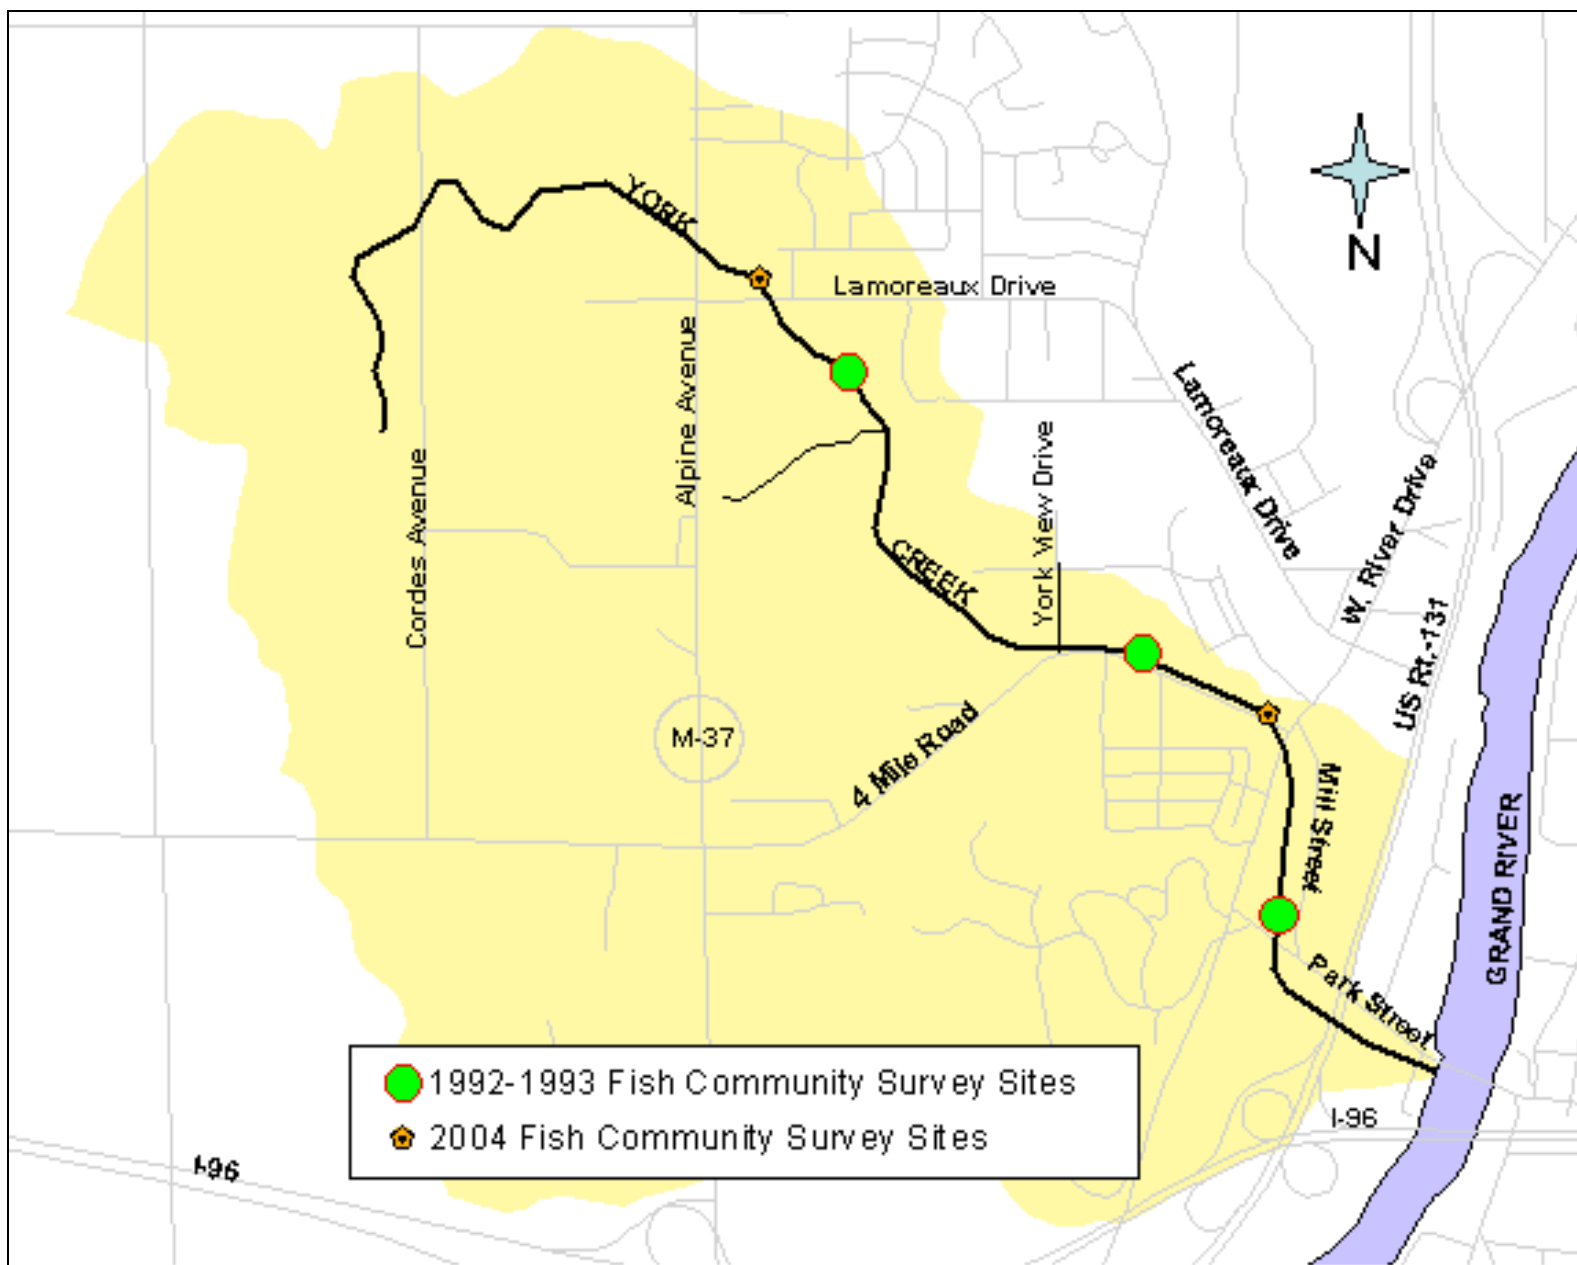 YORK
N
Lamoreaux Drive
Alpine Avenue
Lamoreaux Drive
York View Drive
Cordes Avenue
W. River Drive
CREEK
US Rt.-131
4 Mile Road
M-37
Mill Street
GRAND RIVER
Park Street
1992-1993 Fish Community Survey Sites
2004 Fish Community Survey Sites
I-96
I-96